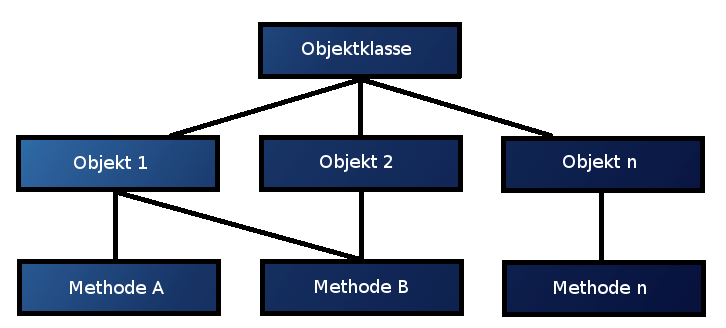 Objektklasse
Objekt 1
Objekt 2
Objekt n
Methode A
Methode B
Methode n